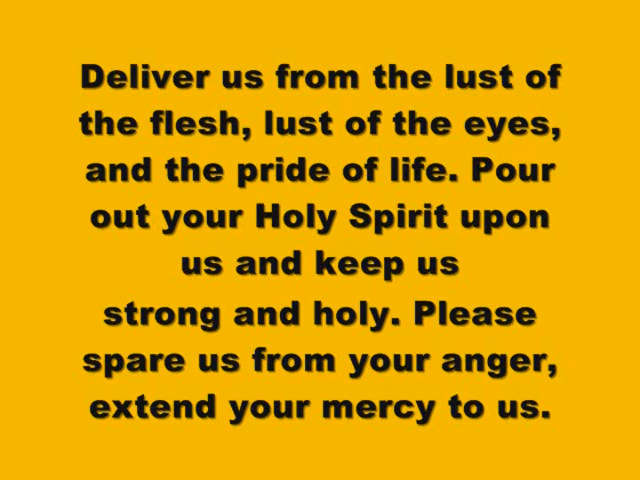 Deliver us from the lust of
the flesh, lust of the eyes,
and the pride of life. Pour
out your Holy Spirit upon
us and keep us
strong and holy. Please
spare us from your anger,
extend your mercy to us.